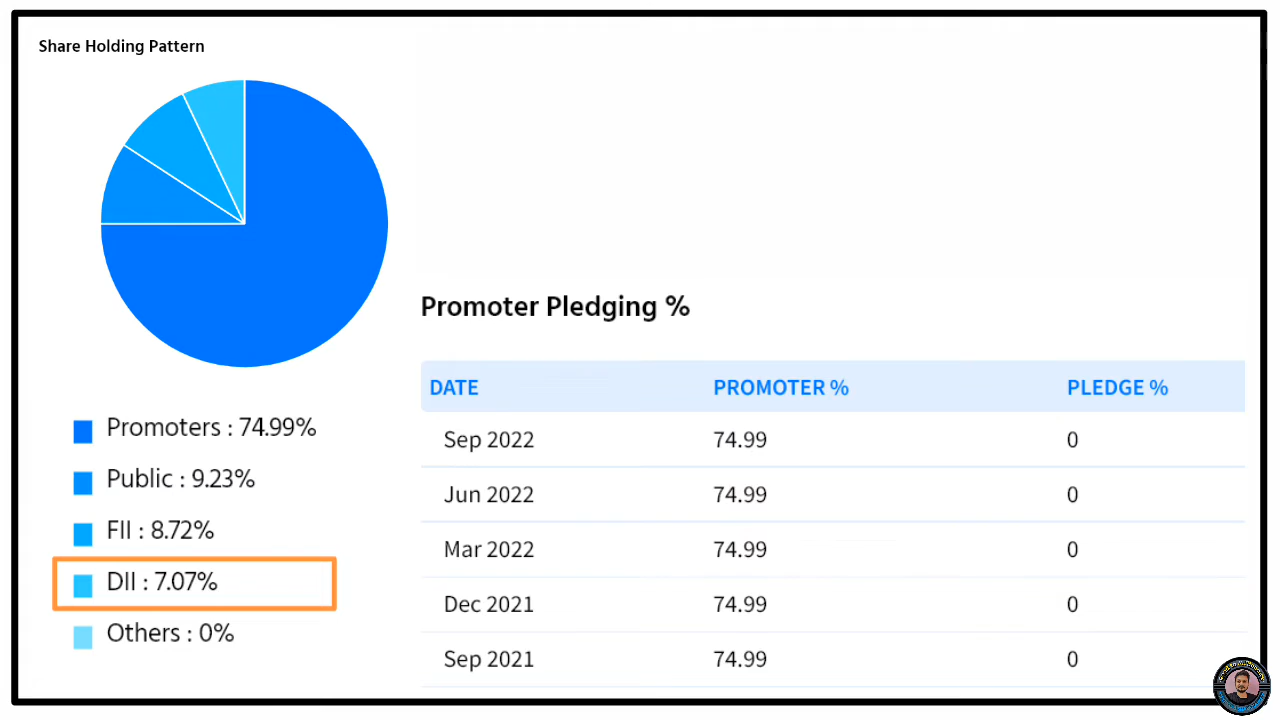 Share Holding Pattern
Promoters : 74.99%
Public : 9.23%
FII : 8.72%
DII : 7.07%
Others : 0%
Promoter Pledging %
DATE PROMOTER % PLEDGE %
Sep 2022 74.99 0
Jun 2022 74.99 0
Mar 2022 74.99 0
Dec 2021 74.99 0
Sep 2021 74.99 0